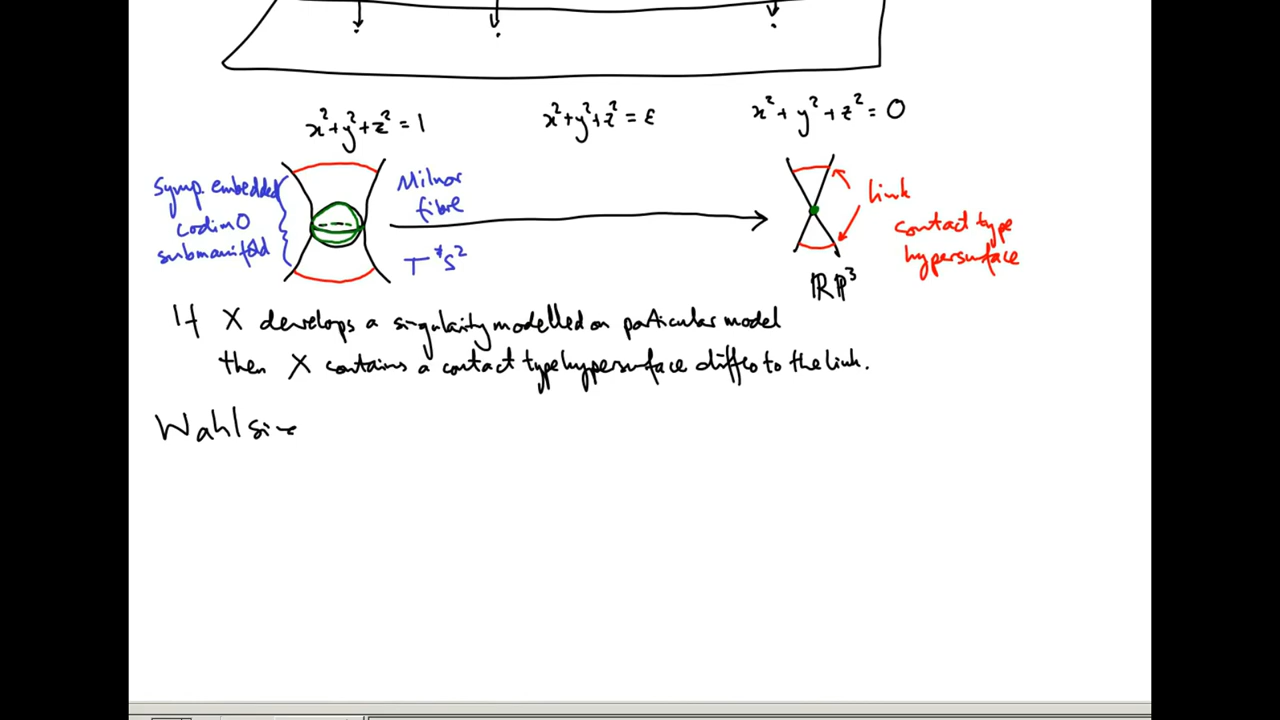 x²+y²+z²=1
x²+y²+z²=ε
x²+y²+z²=0
Symp. embedded
codim 0
submanifold
Milnor
fibre
T*S²
Link
contact type
hypersurface
ℝℙ³
If X develops a singularity modelled on particular model
then X contains a contact type hypersurface diffeo to the link.
Wahl si